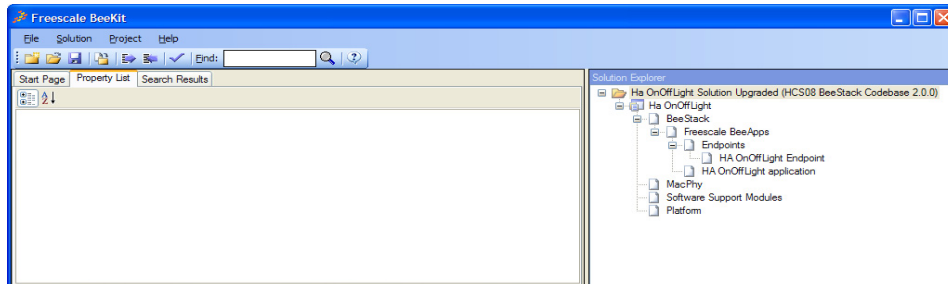 Freescale BeeKit
File Solution Project Help
Find:
Start Page Property List Search Results
Solution Explorer
Ha OnOffLight Solution Upgraded (HCS08 BeeStack Codebase 2.0.0)
Ha OnOffLight
BeeStack
Freescale BeeApps
Endpoints
HA OnOffLight Endpoint
HA OnOffLight application
MacPhy
Software Support Modules
Platform